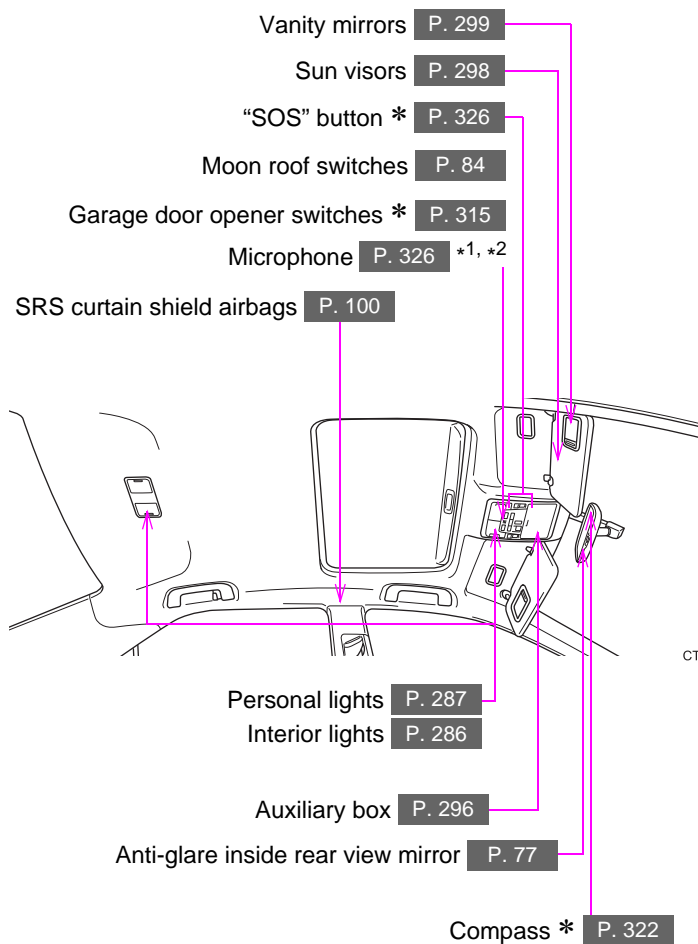 Vanity mirrors P. 299
Sun visors P. 298
“SOS” button * P. 326
Moon roof switches P. 84
Garage door opener switches * P. 315
Microphone P. 326 *1, *2
SRS curtain shield airbags P. 100
CT
Personal lights P. 287
Interior lights P. 286
Auxiliary box P. 296
Anti-glare inside rear view mirror P. 77
Compass * P. 322